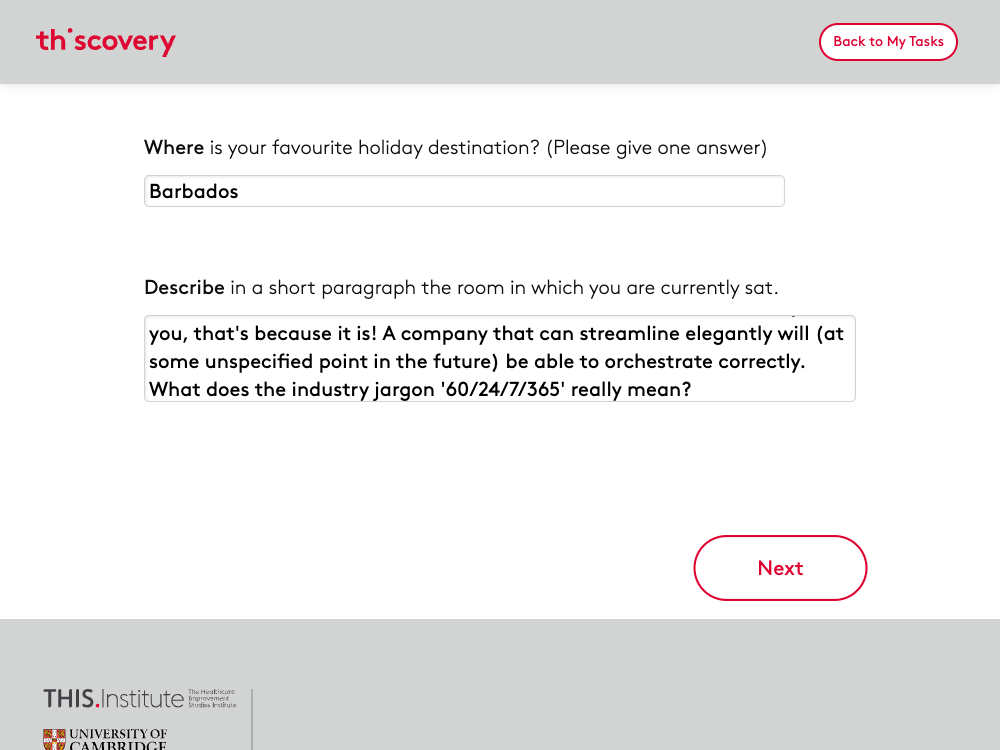 thiscovery
Back to My Tasks
Where is your favourite holiday destination? (Please give one answer)
Barbados
Describe in a short paragraph the room in which you are currently sat.
you, that's because it is! A company that can streamline elegantly will (at
some unspecified point in the future) be able to orchestrate correctly.
What does the industry jargon '60/24/7/365' really mean?
Next
THIS.Institute
The Healthcare
Improvement
Studies Institute
UNIVERSITY OF
CAMBRIDGE